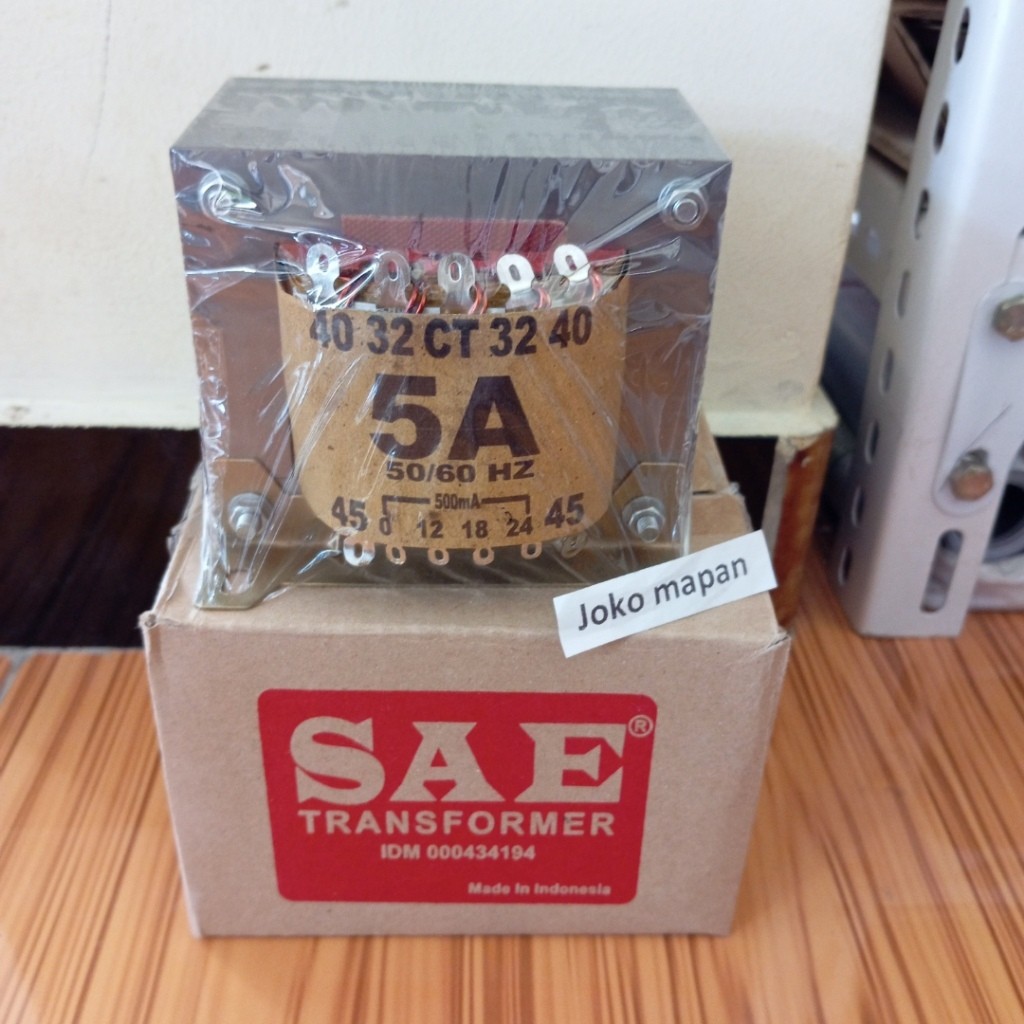 40 32 CT 32 40
5A
50/60 HZ
500mA
45 0 12 18 24 45
Joko mapan
SAE®
TRANSFORMER
IDM 000434194
Made In Indonesia